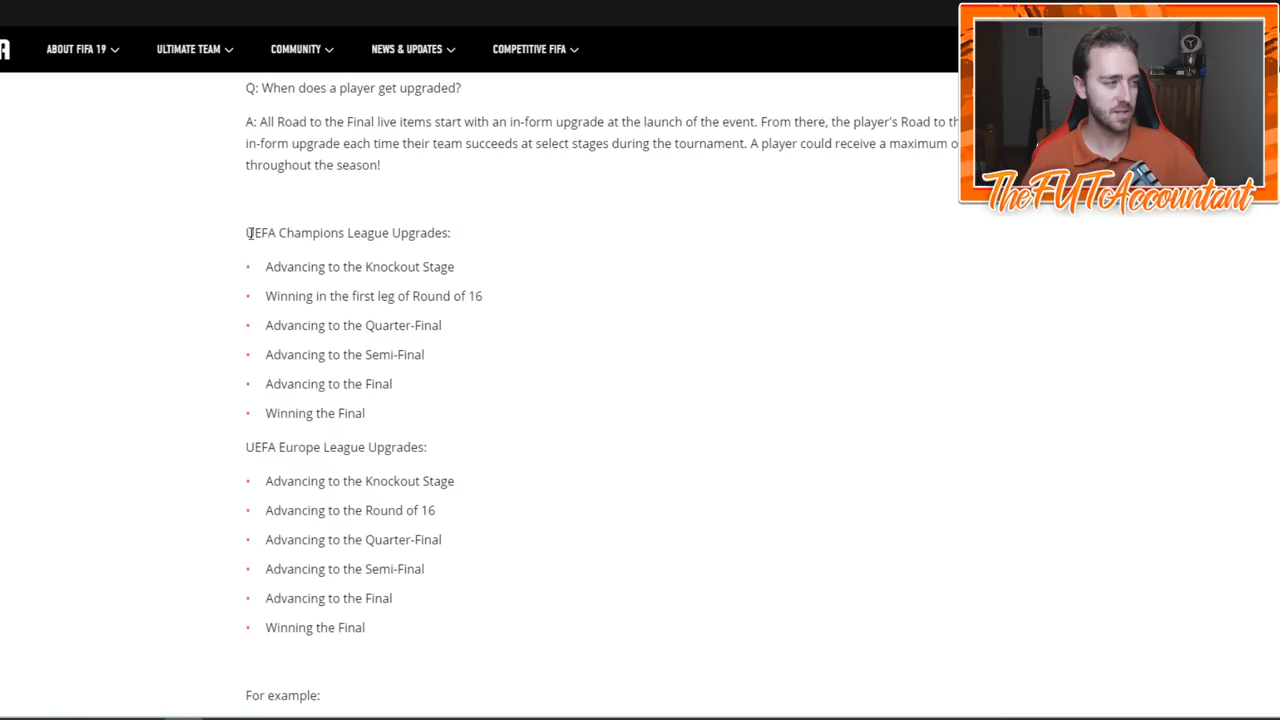 A
ABOUT FIFA 19
ULTIMATE TEAM
COMMUNITY
NEWS & UPDATES
COMPETITIVE FIFA
Q: When does a player get upgraded?
A: All Road to the Final live items start with an in-form upgrade at the launch of the event. From there, the player's Road to th
in-form upgrade each time their team succeeds at select stages during the tournament. A player could receive a maximum o
throughout the season!
TheFUTAccountant
UEFA Champions League Upgrades:
• Advancing to the Knockout Stage
• Winning in the first leg of Round of 16
• Advancing to the Quarter-Final
• Advancing to the Semi-Final
• Advancing to the Final
• Winning the Final
UEFA Europe League Upgrades:
• Advancing to the Knockout Stage
• Advancing to the Round of 16
• Advancing to the Quarter-Final
• Advancing to the Semi-Final
• Advancing to the Final
• Winning the Final
For example: